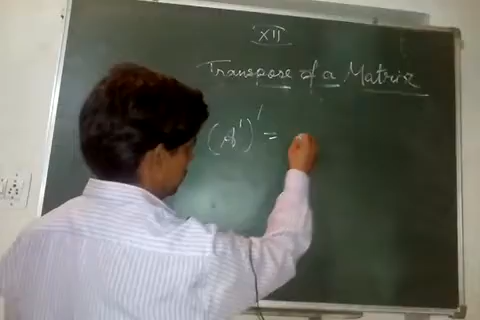 XII
Transpose of a Matrix
(A')' =